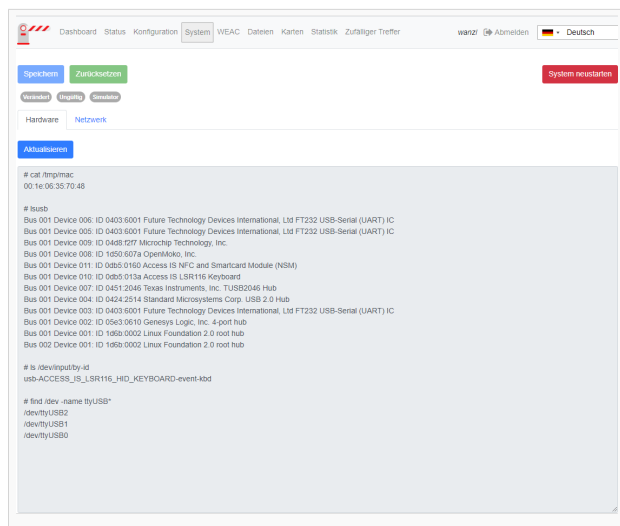 Dashboard Status Konfiguration System WEAC Dateien Karten Statistik Zufälliger Treffer wanzl Abmelden Deutsch
Speichern Zurücksetzen System neustarten
Verändert Ungültig Simulator
Hardware Netzwerk
Aktualisieren
# cat /tmp/mac
00:1e:06:35:70:48
# lsusb
Bus 001 Device 006: ID 0403:6001 Future Technology Devices International, Ltd FT232 USB-Serial (UART) IC
Bus 001 Device 005: ID 0403:6001 Future Technology Devices International, Ltd FT232 USB-Serial (UART) IC
Bus 001 Device 009: ID 04d8:f2f7 Microchip Technology, Inc.
Bus 001 Device 008: ID 1d50:607a OpenMoko, Inc.
Bus 001 Device 011: ID 0db5:0160 Access IS NFC and Smartcard Module (NSM)
Bus 001 Device 010: ID 0db5:013a Access IS LSR116 Keyboard
Bus 001 Device 007: ID 0451:2046 Texas Instruments, Inc. TUSB2046 Hub
Bus 001 Device 004: ID 0424:2514 Standard Microsystems Corp. USB 2.0 Hub
Bus 001 Device 003: ID 0403:6001 Future Technology Devices International, Ltd FT232 USB-Serial (UART) IC
Bus 001 Device 002: ID 05e3:0610 Genesys Logic, Inc. 4-port hub
Bus 001 Device 001: ID 1d6b:0002 Linux Foundation 2.0 root hub
Bus 002 Device 001: ID 1d6b:0002 Linux Foundation 2.0 root hub
# ls /dev/input/by-id
usb-ACCESS_IS_LSR116_HID_KEYBOARD-event-kbd
# find /dev -name ttyUSB*
/dev/ttyUSB2
/dev/ttyUSB1
/dev/ttyUSB0